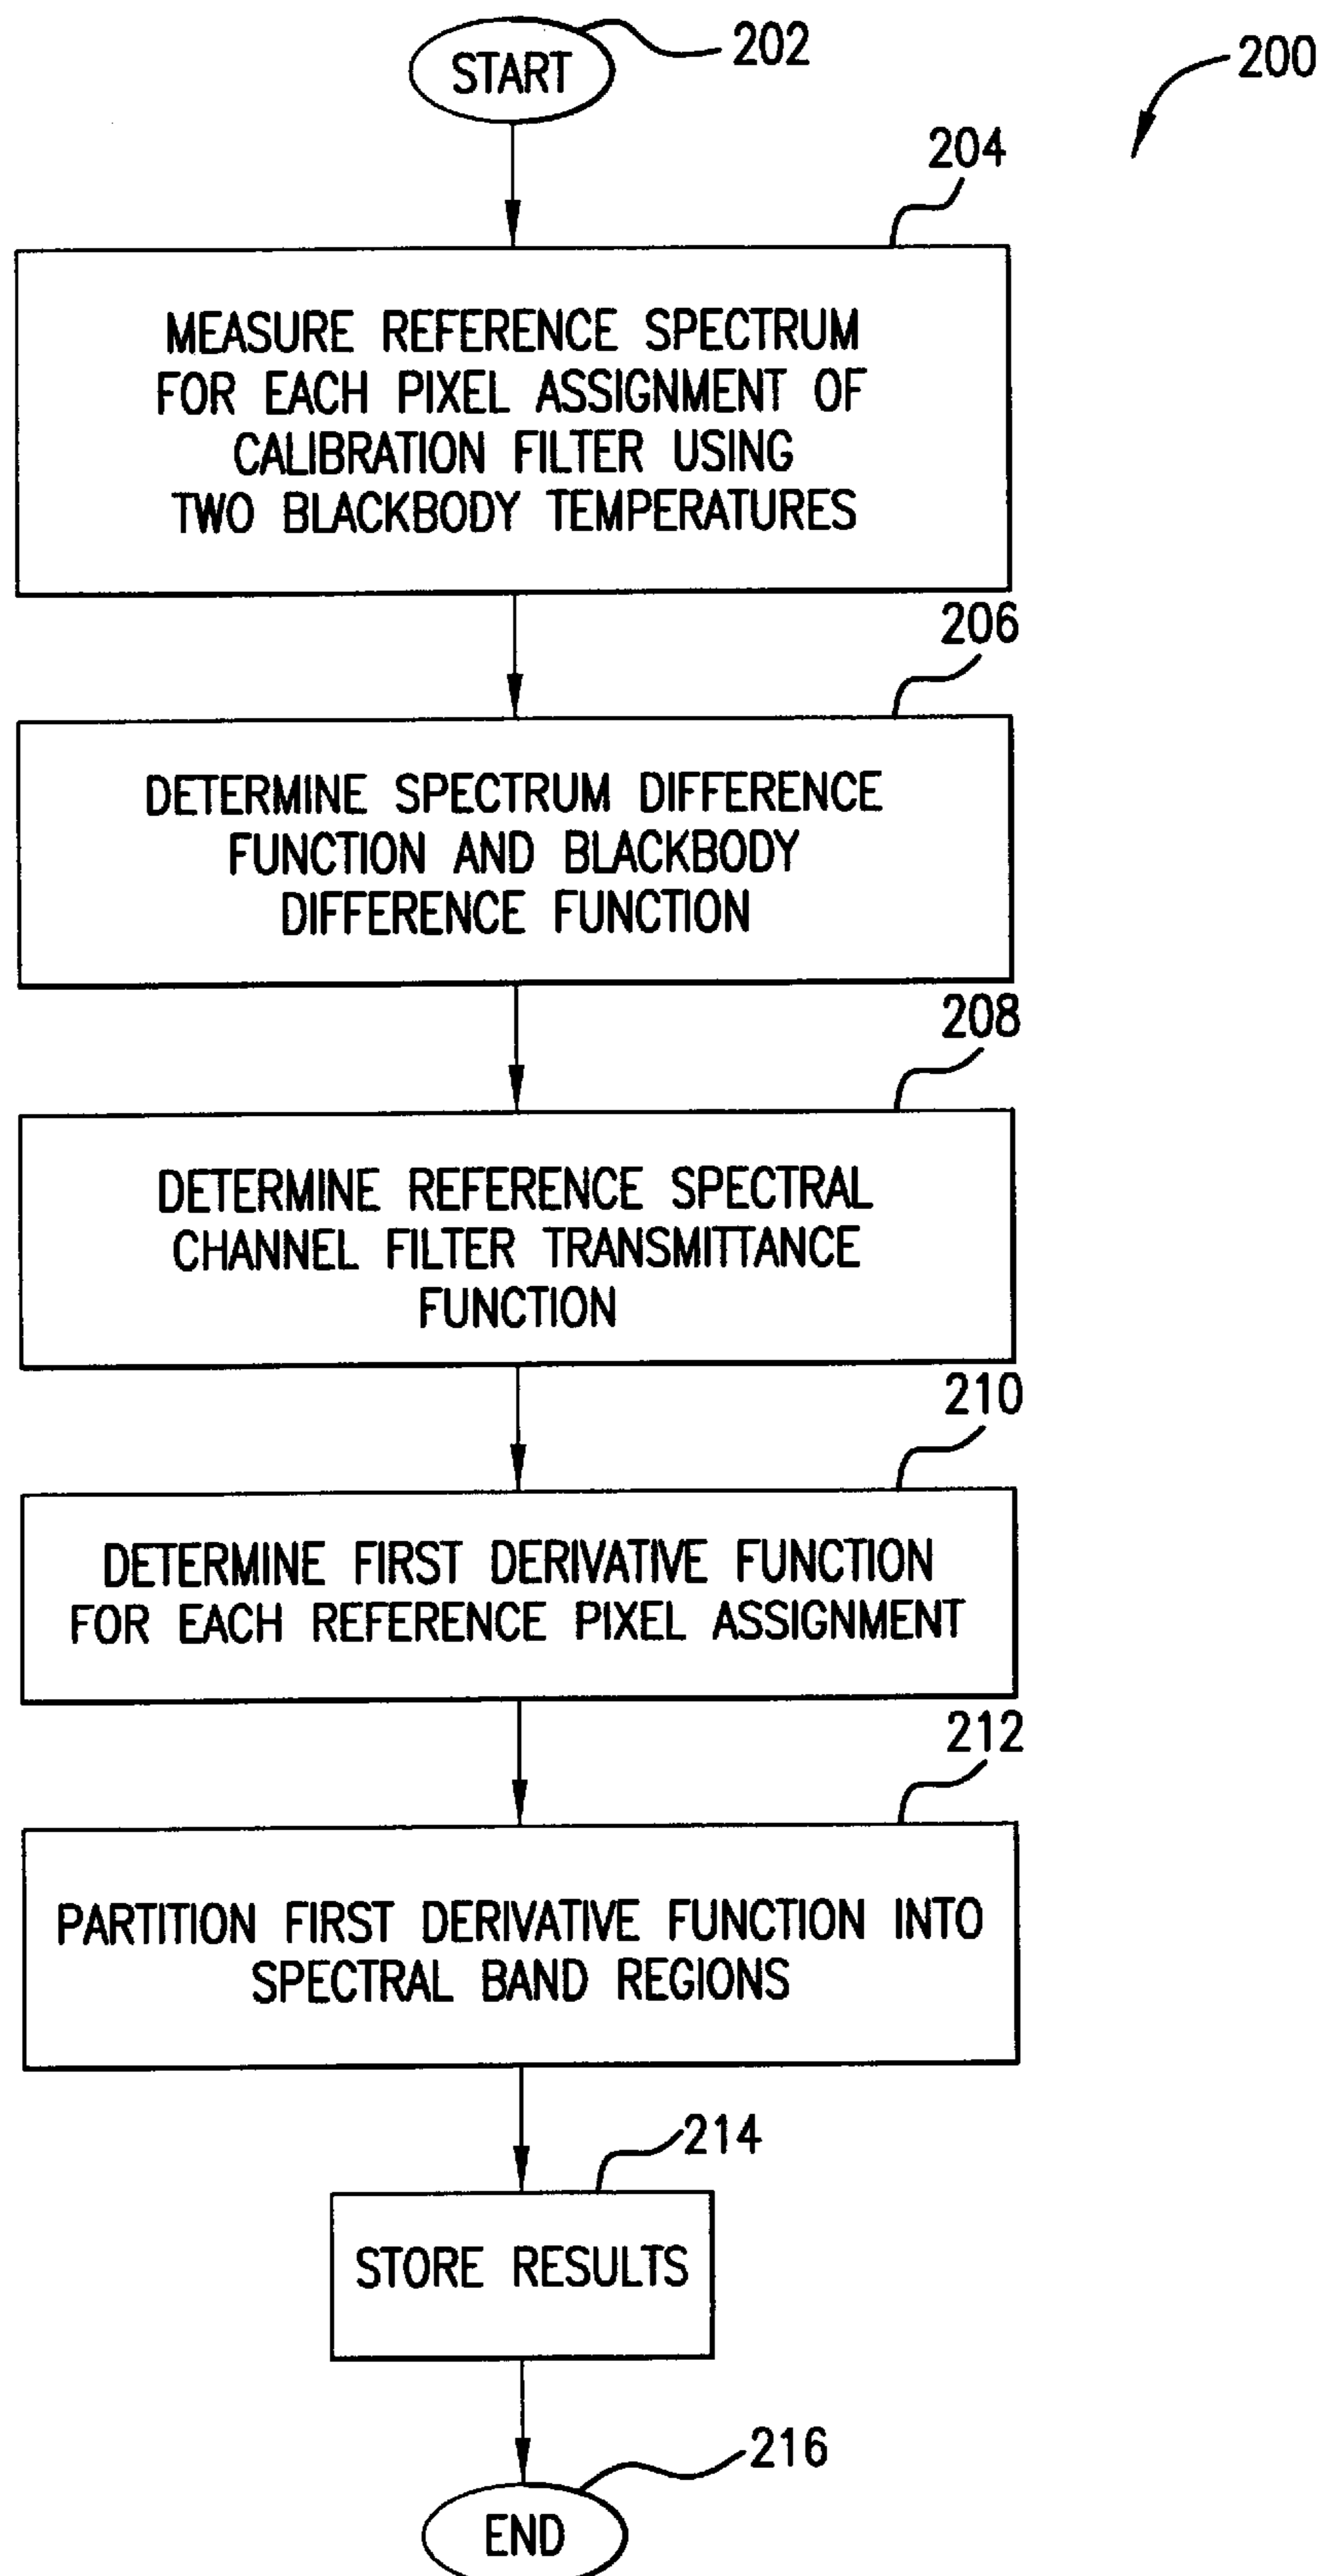 START
202
200
204
MEASURE REFERENCE SPECTRUM
FOR EACH PIXEL ASSIGNMENT OF
CALIBRATION FILTER USING
TWO BLACKBODY TEMPERATURES
206
DETERMINE SPECTRUM DIFFERENCE
FUNCTION AND BLACKBODY
DIFFERENCE FUNCTION
208
DETERMINE REFERENCE SPECTRAL
CHANNEL FILTER TRANSMITTANCE
FUNCTION
210
DETERMINE FIRST DERIVATIVE FUNCTION
FOR EACH REFERENCE PIXEL ASSIGNMENT
212
PARTITION FIRST DERIVATIVE FUNCTION INTO
SPECTRAL BAND REGIONS
214
STORE RESULTS
216
END